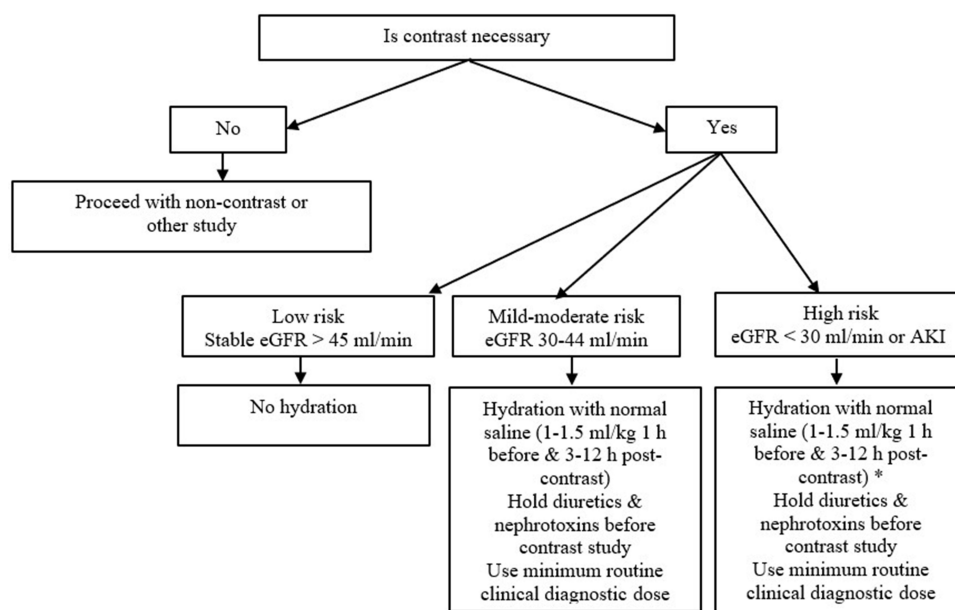 Is contrast necessary
No
Yes
Proceed with non-contrast or
other study
Low risk
Stable eGFR > 45 ml/min
Mild-moderate risk
eGFR 30-44 ml/min
High risk
eGFR < 30 ml/min or AKI
No hydration
Hydration with normal
saline (1-1.5 ml/kg 1 h
before & 3-12 h post-
contrast)
Hold diuretics &
nephrotoxins before
contrast study
Use minimum routine
clinical diagnostic dose
Hydration with normal
saline (1-1.5 ml/kg 1 h
before & 3-12 h post-
contrast) *
Hold diuretics &
nephrotoxins before
contrast study
Use minimum routine
clinical diagnostic dose